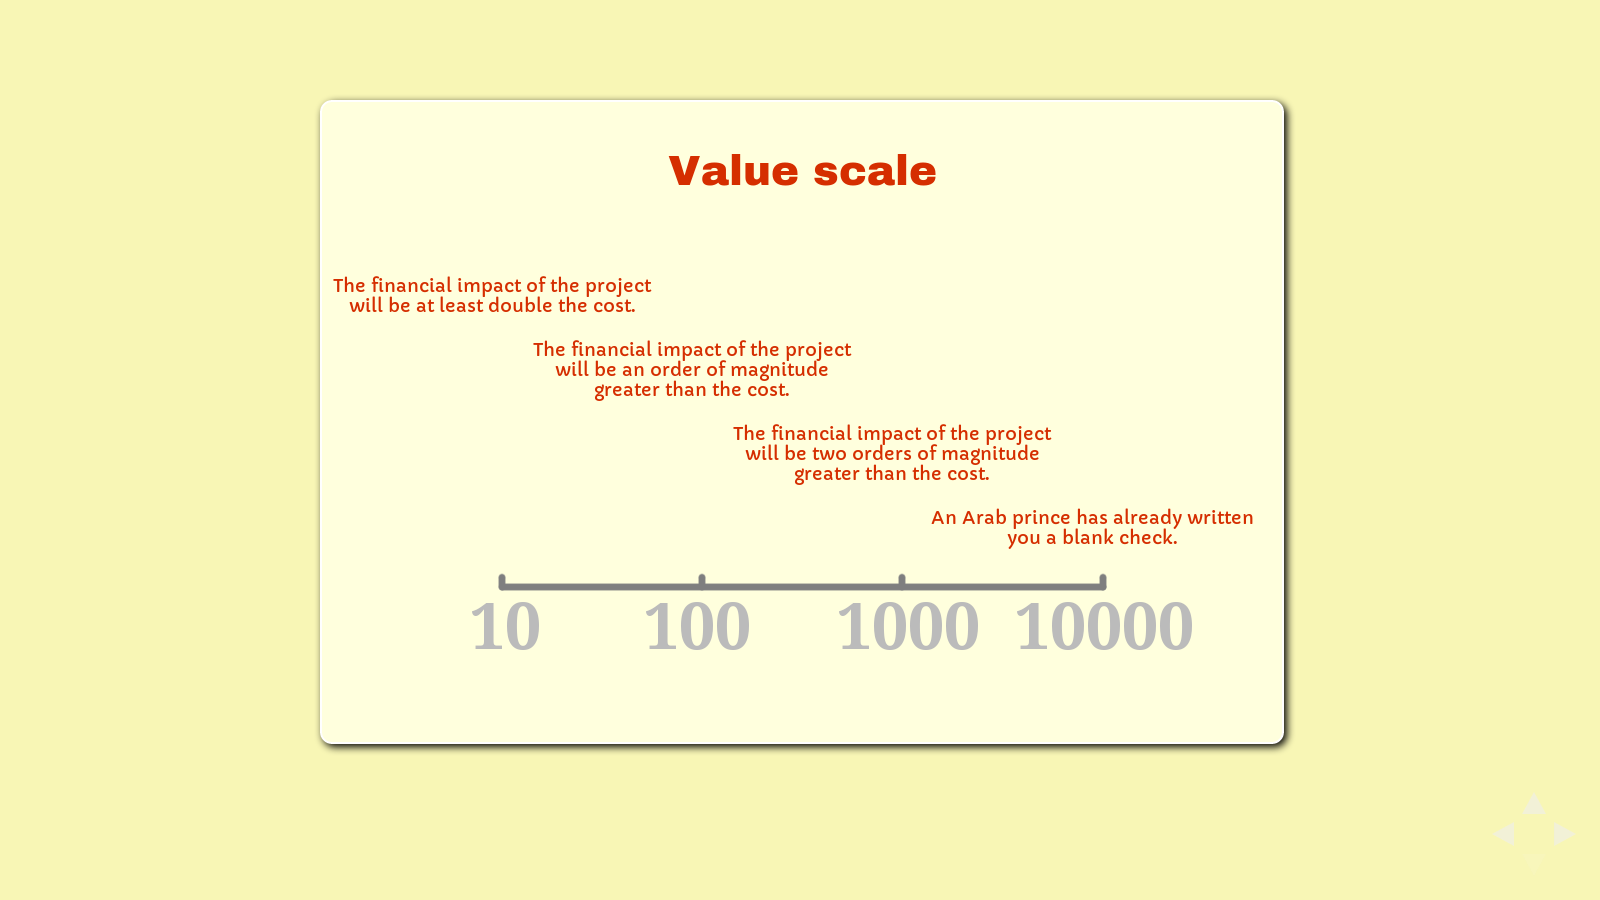 Value scale
The financial impact of the project
will be at least double the cost.
The financial impact of the project
will be an order of magnitude
greater than the cost.
The financial impact of the project
will be two orders of magnitude
greater than the cost.
An Arab prince has already written
you a blank check.
10 100 1000 10000